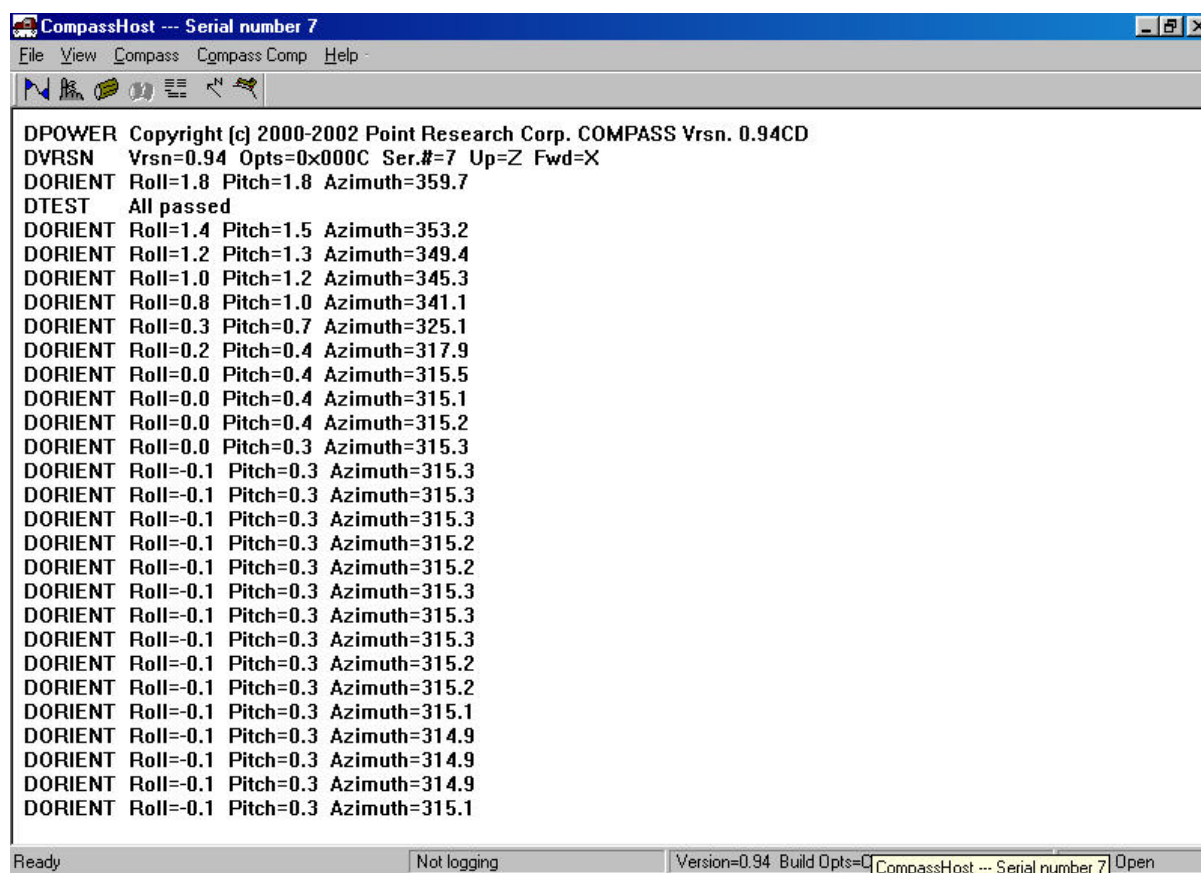 CompassHost --- Serial number 7
File View Compass Compass Comp Help
DPOWER Copyright (c) 2000-2002 Point Research Corp. COMPASS Vrsn. 0.94CD
DVRSN Vrsn=0.94 Opts=0x000C Ser.#=7 Up=Z Fwd=X
DORIENT Roll=1.8 Pitch=1.8 Azimuth=359.7
DTEST All passed
DORIENT Roll=1.4 Pitch=1.5 Azimuth=353.2
DORIENT Roll=1.2 Pitch=1.3 Azimuth=349.4
DORIENT Roll=1.0 Pitch=1.2 Azimuth=345.3
DORIENT Roll=0.8 Pitch=1.0 Azimuth=341.1
DORIENT Roll=0.3 Pitch=0.7 Azimuth=325.1
DORIENT Roll=0.2 Pitch=0.4 Azimuth=317.9
DORIENT Roll=0.0 Pitch=0.4 Azimuth=315.5
DORIENT Roll=0.0 Pitch=0.4 Azimuth=315.1
DORIENT Roll=0.0 Pitch=0.4 Azimuth=315.2
DORIENT Roll=0.0 Pitch=0.3 Azimuth=315.3
DORIENT Roll=-0.1 Pitch=0.3 Azimuth=315.3
DORIENT Roll=-0.1 Pitch=0.3 Azimuth=315.3
DORIENT Roll=-0.1 Pitch=0.3 Azimuth=315.3
DORIENT Roll=-0.1 Pitch=0.3 Azimuth=315.2
DORIENT Roll=-0.1 Pitch=0.3 Azimuth=315.2
DORIENT Roll=-0.1 Pitch=0.3 Azimuth=315.3
DORIENT Roll=-0.1 Pitch=0.3 Azimuth=315.3
DORIENT Roll=-0.1 Pitch=0.3 Azimuth=315.3
DORIENT Roll=-0.1 Pitch=0.3 Azimuth=315.2
DORIENT Roll=-0.1 Pitch=0.3 Azimuth=315.2
DORIENT Roll=-0.1 Pitch=0.3 Azimuth=315.1
DORIENT Roll=-0.1 Pitch=0.3 Azimuth=314.9
DORIENT Roll=-0.1 Pitch=0.3 Azimuth=314.9
DORIENT Roll=-0.1 Pitch=0.3 Azimuth=314.9
DORIENT Roll=-0.1 Pitch=0.3 Azimuth=315.1
Ready Not logging Version=0.94 Build Opts= Open
CompassHost --- Serial number 7